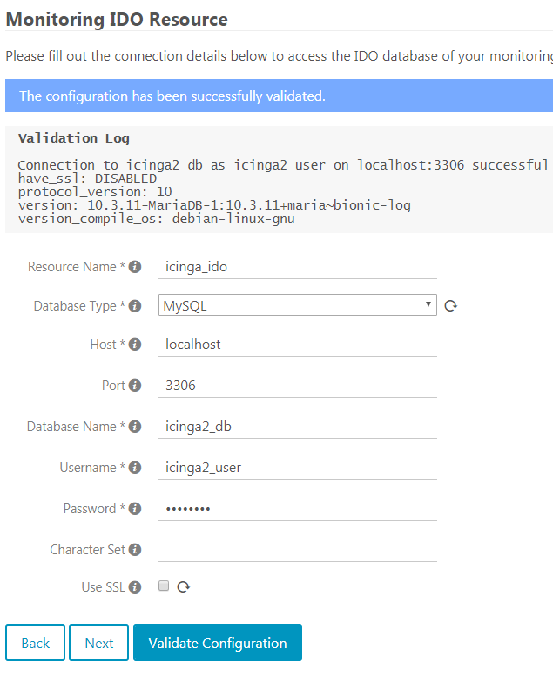 Monitoring IDO Resource
Please fill out the connection details below to access the IDO database of your monitoring
The configuration has been successfully validated.
Validation Log
Connection to icinga2_db as icinga2_user on localhost:3306 successful
have_ssl: DISABLED
protocol_version: 10
version: 10.3.11-MariaDB-1:10.3.11+maria~bionic-log
version_compile_os: debian-linux-gnu
Resource Name * icinga_ido
Database Type * MySQL
Host * localhost
Port 3306
Database Name * icinga2_db
Username * icinga2_user
Password * ••••••••
Character Set
Use SSL
Back Next Validate Configuration